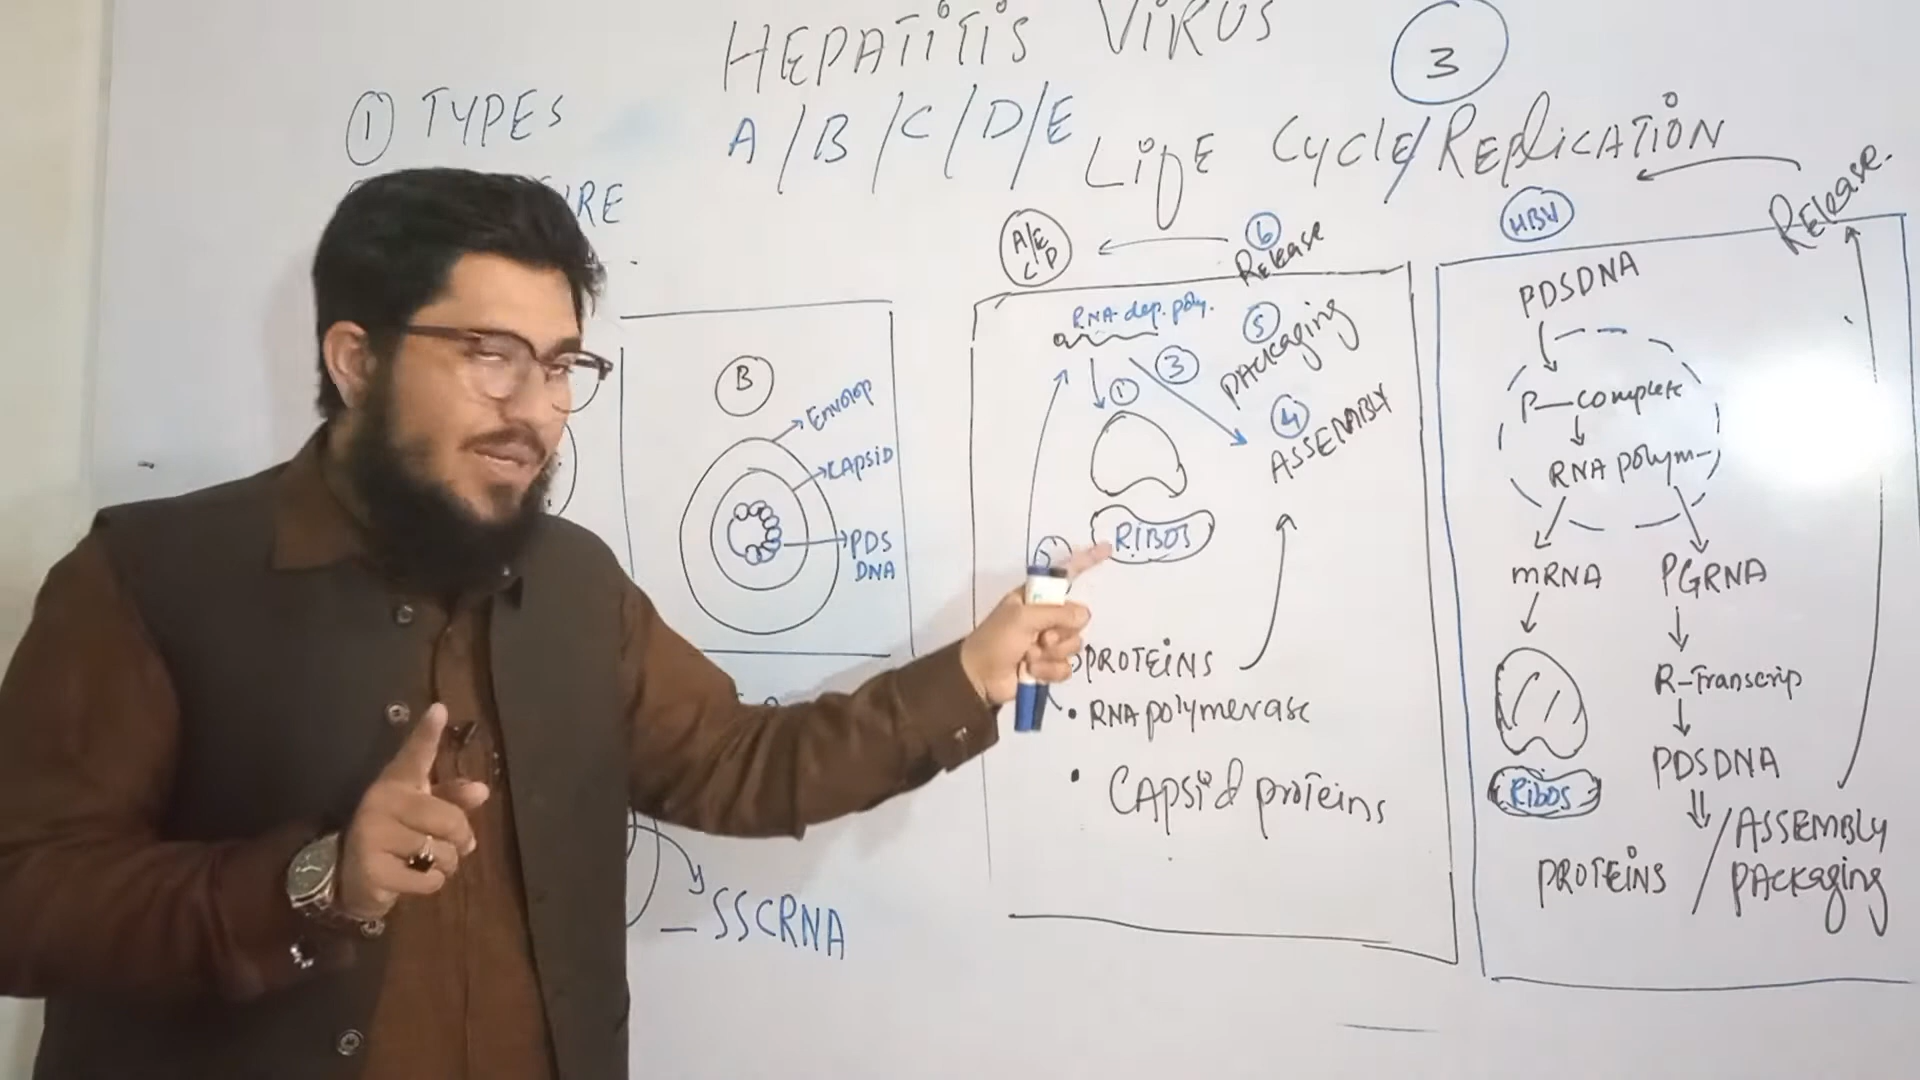 HEPATITIS VIRUS
3
① TYPES
A/B/C/D/E
LifE CyclE/REplicATiON
URE
A/E
C/D
6
RElease
HBV
RElease.
RNA dep. poly.
5
PAckaging
3
1
4
ASSEMBLY
RIBOS
PROTEiNS
• RNA polymerase
• CApsid proteins
B
Envelop
CApsiD
PDS
DNA
– SSCRNA
PDSDNA
P–complete
RNA polym–
mRNA
PGRNA
R–Transcrip
PDSDNA
Ribos
PROTEiNS / ASSEMBLY
PAckaging